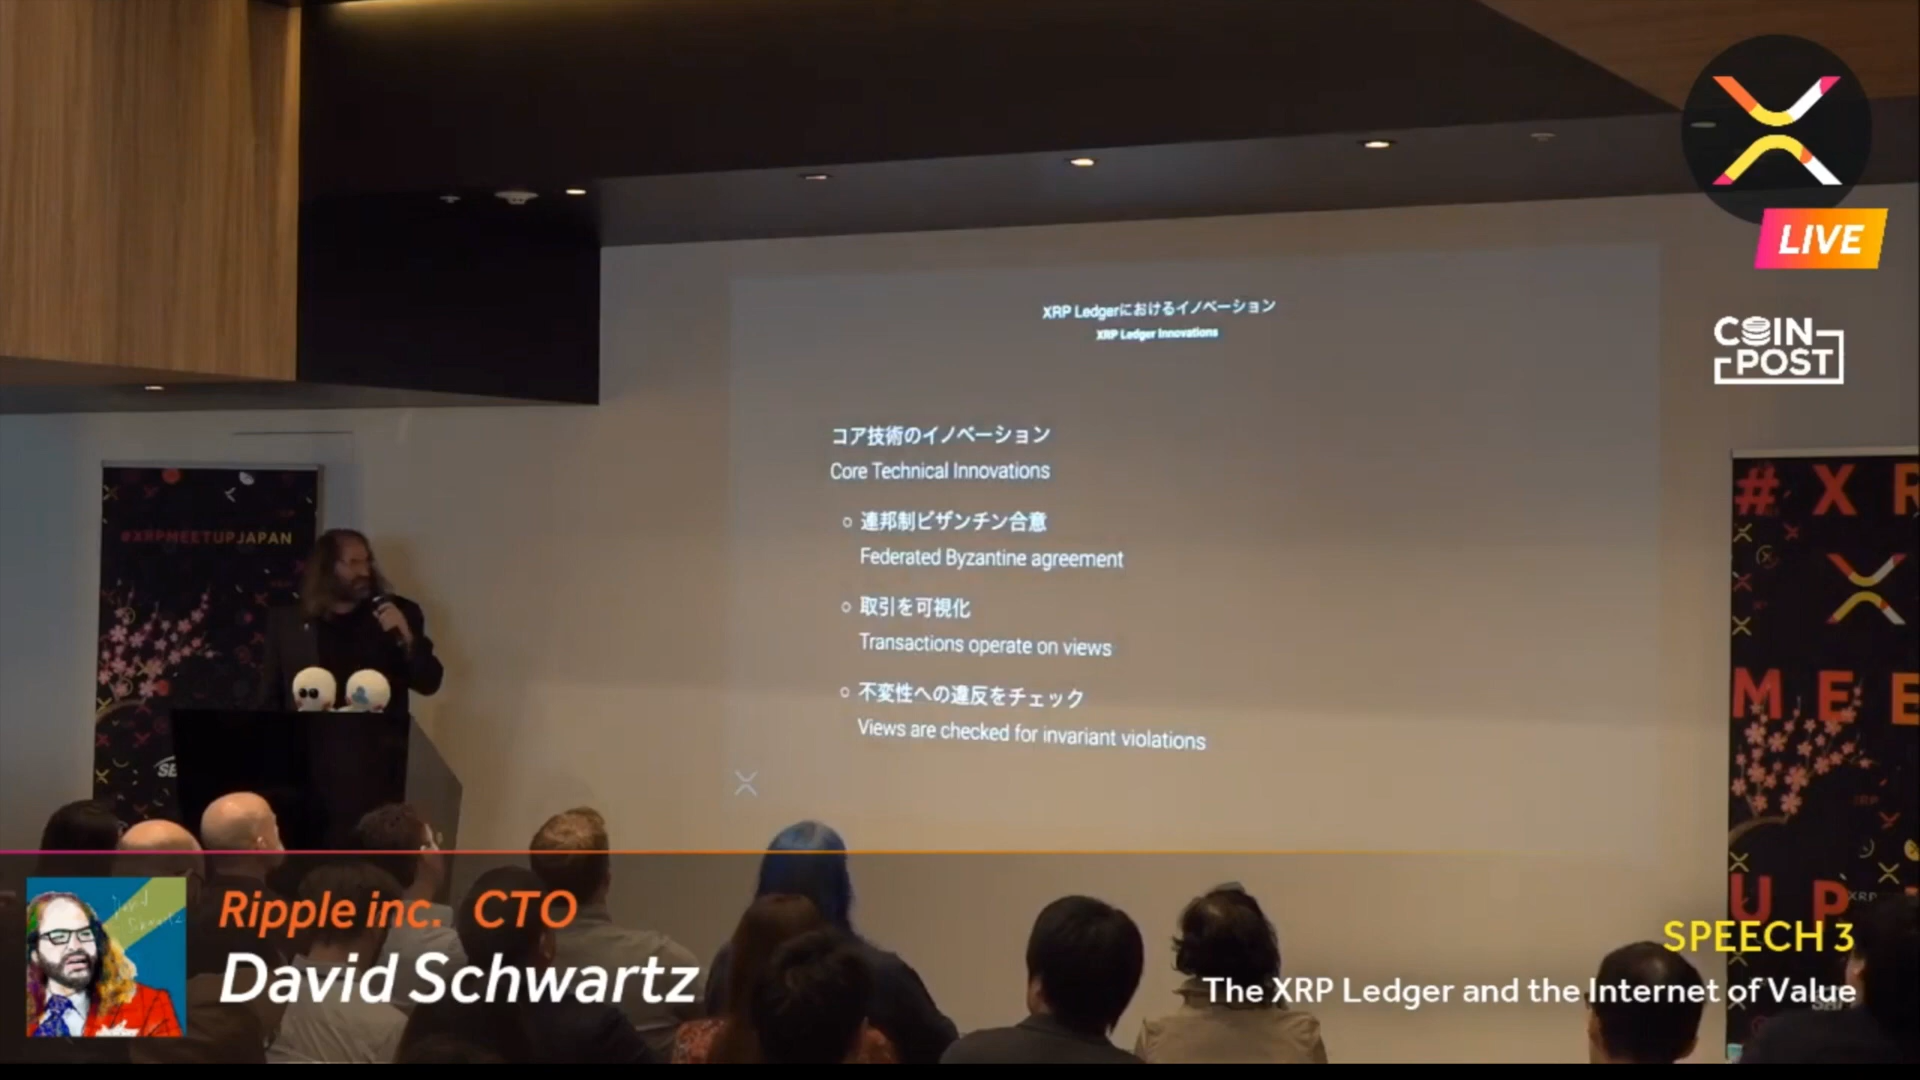 LIVE
COIN
POST
XRP Ledgerにおけるイノベーション
XRP Ledger Innovations
コア技術のイノベーション
Core Technical Innovations
連邦制ビザンチン合意
Federated Byzantine agreement
取引を可視化
Transactions operate on views
不変性への違反をチェック
Views are checked for invariant violations
#XRPMEETUPJAPAN
# X R
MEE
UP
Ripple inc. CTO
David Schwartz
SPEECH 3
The XRP Ledger and the Internet of Value